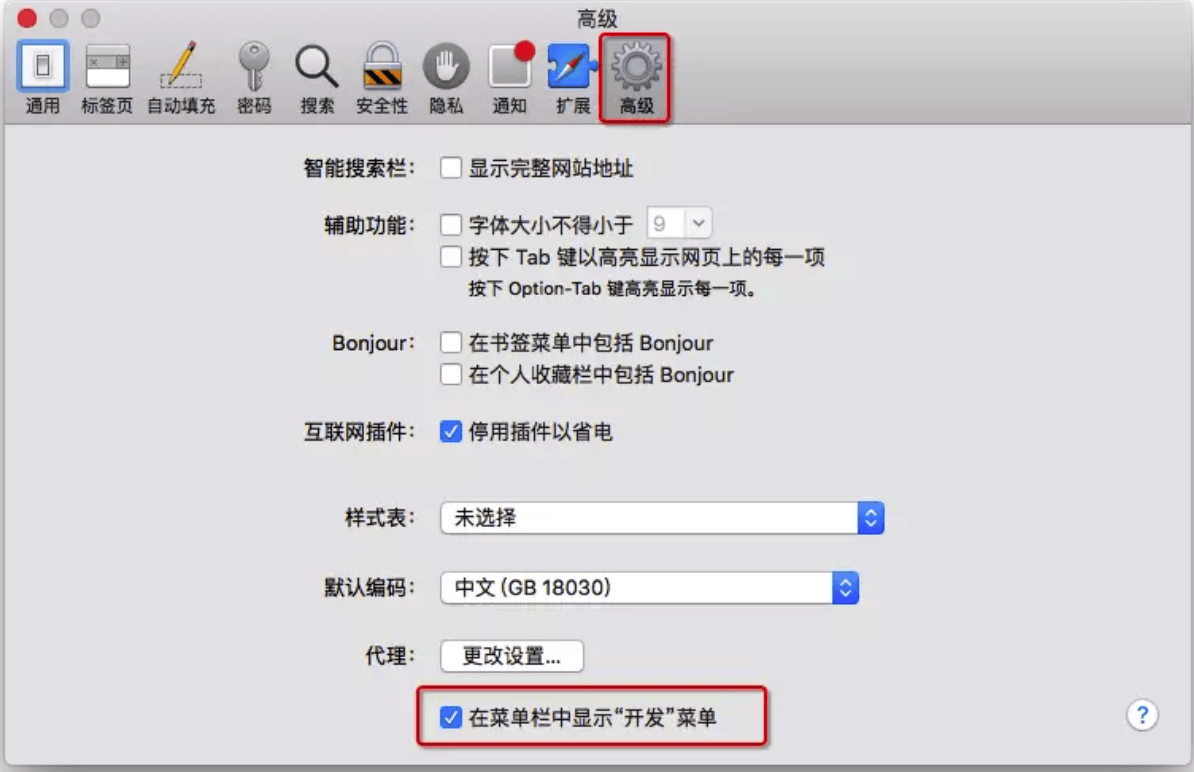 高级
通用 标签页 自动填充 密码 搜索 安全性 隐私 通知 扩展 高级
智能搜索栏： 显示完整网站地址
辅助功能： 字体大小不得小于 9
按下 Tab 键以高亮显示网页上的每一项
按下 Option-Tab 键高亮显示每一项。
Bonjour： 在书签菜单中包括 Bonjour
在个人收藏栏中包括 Bonjour
互联网插件： 停用插件以省电
样式表： 未选择
默认编码： 中文 (GB 18030)
代理： 更改设置...
在菜单栏中显示“开发”菜单
?